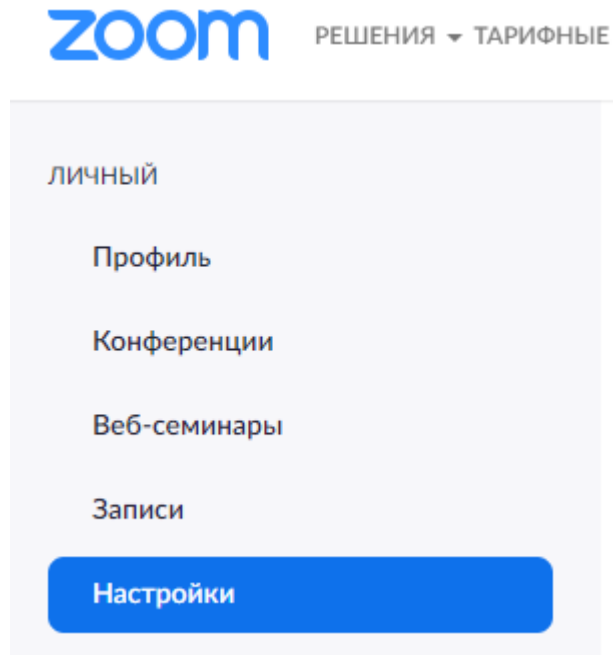 zoom РЕШЕНИЯ ТАРИФНЫЕ
ЛИЧНЫЙ
Профиль
Конференции
Веб-семинары
Записи
Настройки